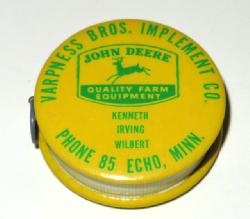 VARPNESS BROS. IMPLEMENT CO.
JOHN DEERE
QUALITY FARM
EQUIPMENT
KENNETH
IRVING
WILBERT
PHONE 85 ECHO, MINN.